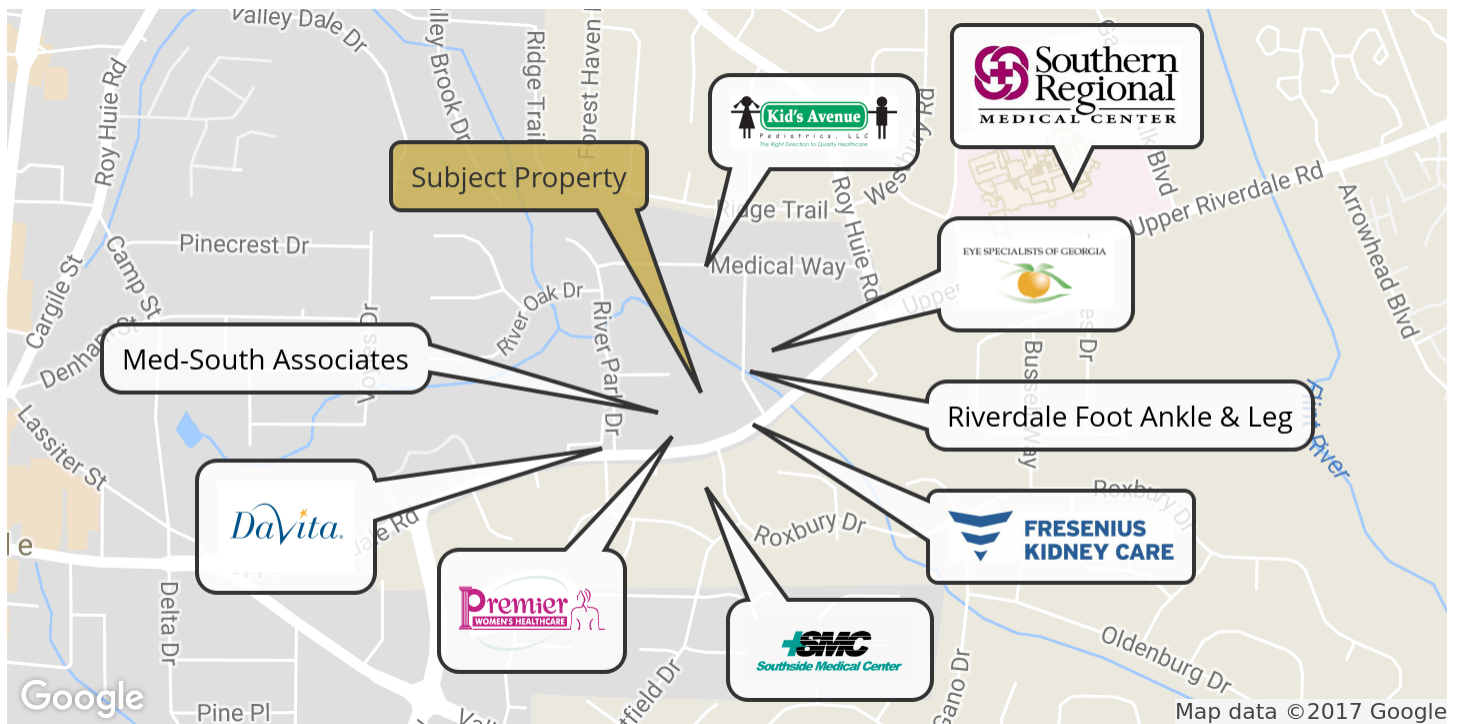 Valley Dale Dr
Roy Huie Rd
Ridge Trail
Forest Haven
Southern
Regional
MEDICAL CENTER
Kid's Avenue
Pediatrics, LLC
The Right Direction to Quality Healthcare
Subject Property
Westbury Rd
Upper Riverdale Rd
Arrowhead Blvd
Ridge Trail
Roy Huie Rd
Pinecrest Dr
Camp St
Cargile St
Medical Way
EYE SPECIALISTS OF GEORGIA
Upper
River Oak Dr
River Park Dr
Med-South Associates
Riverdale Foot Ankle & Leg
Flint River
Lassiter St
DaVita.
Roxbury Dr
Roxbury Dr
FRESENIUS
KIDNEY CARE
Premier
WOMEN'S HEALTHCARE
SMC
Southside Medical Center
Delta Dr
Oldenburg Dr
Google
Pine Pl
Map data ©2017 Google